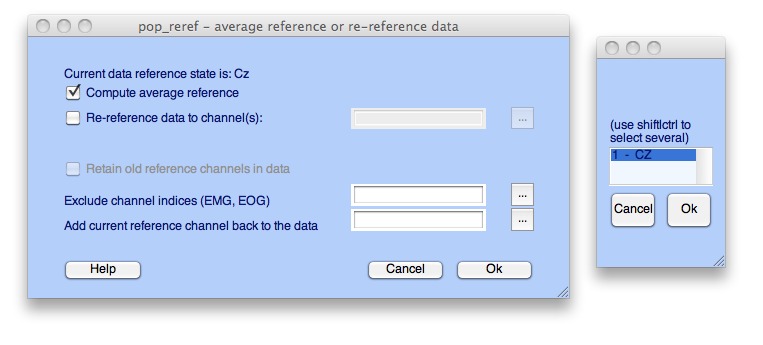 pop_reref - average reference or re-reference data
Current data reference state is: Cz
Compute average reference
Re-reference data to channel(s):
...
Retain old reference channels in data
Exclude channel indices (EMG, EOG)
...
Add current reference channel back to the data
...
Help
Cancel
Ok
(use shift|ctrl to
select several)
1 - CZ
Cancel
Ok